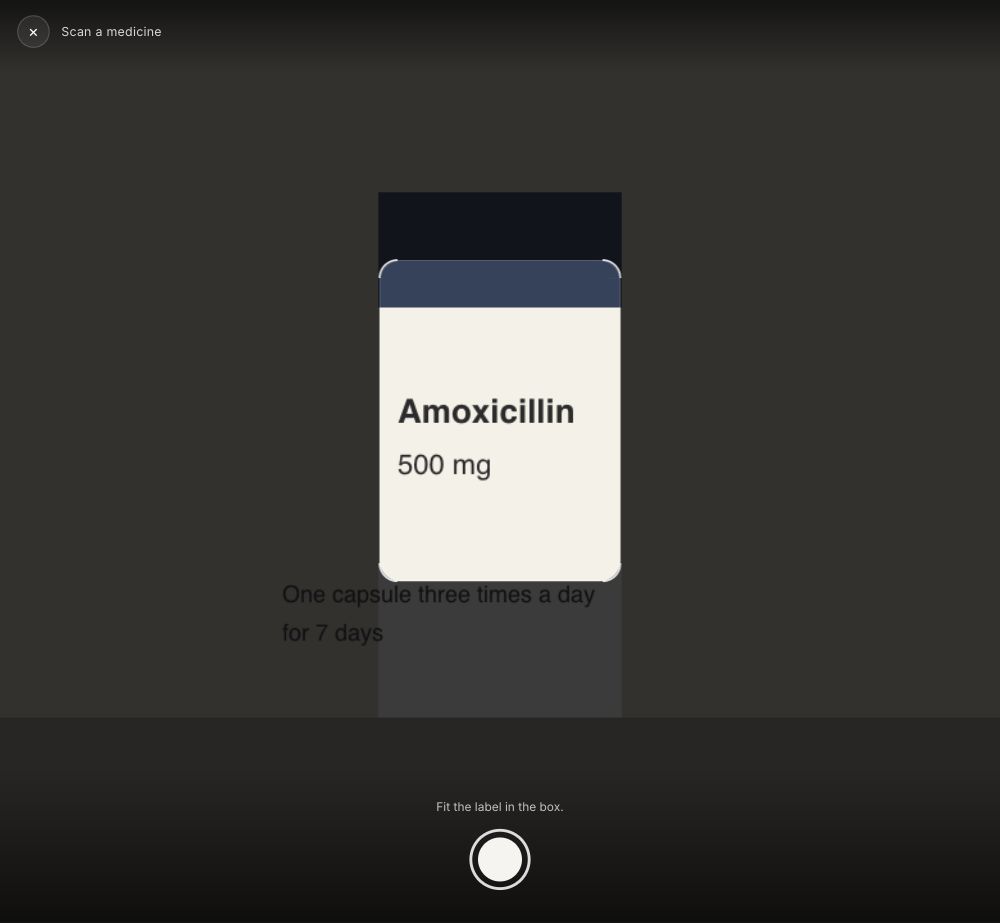 × Scan a medicine
Amoxicillin
500 mg
One capsule three times a day
for 7 days
Fit the label in the box.